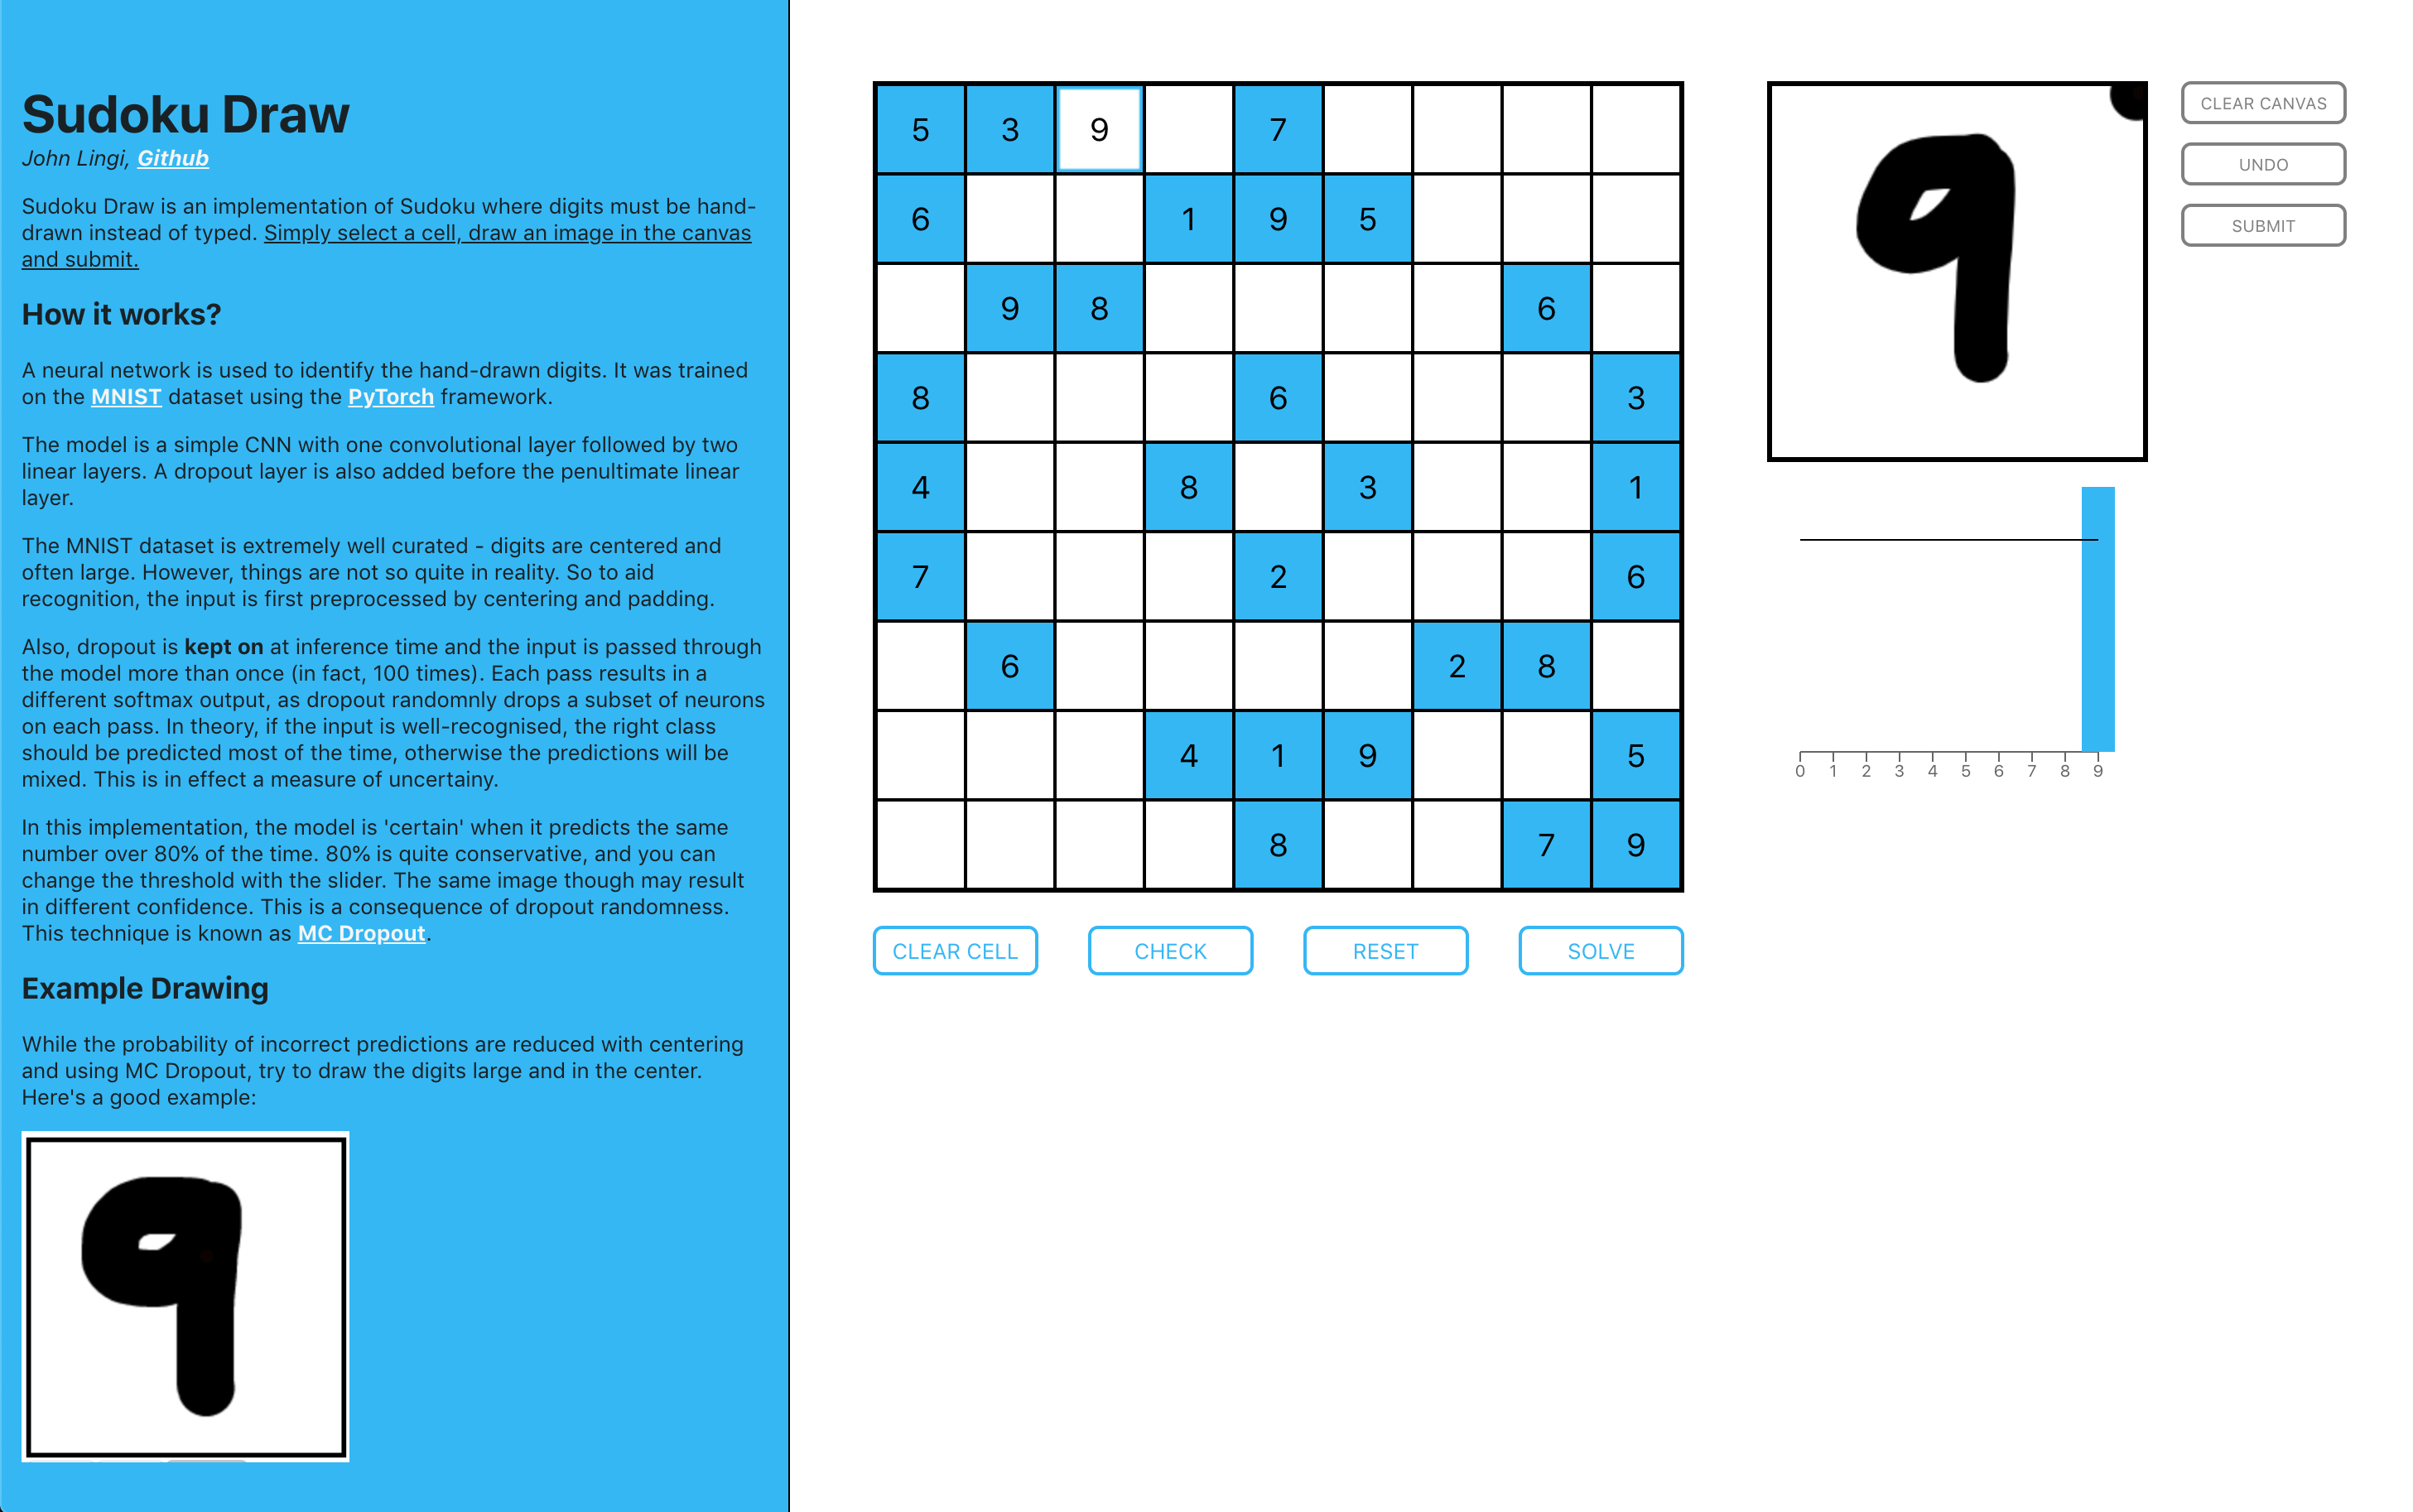 Sudoku Draw
John Lingi, Github
Sudoku Draw is an implementation of Sudoku where digits must be hand-
drawn instead of typed. Simply select a cell, draw an image in the canvas
and submit.
How it works?
A neural network is used to identify the hand-drawn digits. It was trained
on the MNIST dataset using the PyTorch framework.
The model is a simple CNN with one convolutional layer followed by two
linear layers. A dropout layer is also added before the penultimate linear
layer.
The MNIST dataset is extremely well curated - digits are centered and
often large. However, things are not so quite in reality. So to aid
recognition, the input is first preprocessed by centering and padding.
Also, dropout is kept on at inference time and the input is passed through
the model more than once (in fact, 100 times). Each pass results in a
different softmax output, as dropout randomnly drops a subset of neurons
on each pass. In theory, if the input is well-recognised, the right class
should be predicted most of the time, otherwise the predictions will be
mixed. This is in effect a measure of uncertainy.
In this implementation, the model is 'certain' when it predicts the same
number over 80% of the time. 80% is quite conservative, and you can
change the threshold with the slider. The same image though may result
in different confidence. This is a consequence of dropout randomness.
This technique is known as MC Dropout.
Example Drawing
While the probability of incorrect predictions are reduced with centering
and using MC Dropout, try to draw the digits large and in the center.
Here's a good example:
9
5 3 9 7
6 1 9 5
9 8 6
8 6 3
4 8 3 1
7 2 6
6 2 8
4 1 9 5
8 7 9
CLEAR CELL CHECK RESET SOLVE
9
CLEAR CANVAS
UNDO
SUBMIT
0 1 2 3 4 5 6 7 8 9